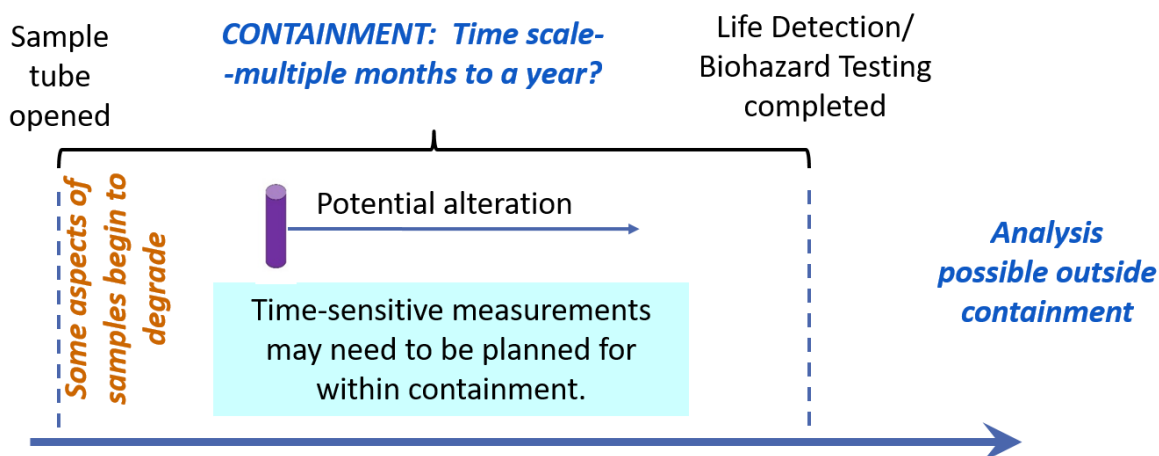 Sample
tube
opened
CONTAINMENT: Time scale-
-multiple months to a year?
Life Detection/
Biohazard Testing
completed
Some aspects of
samples begin to
degrade
Potential alteration
Time-sensitive measurements
may need to be planned for
within containment.
Analysis
possible outside
containment